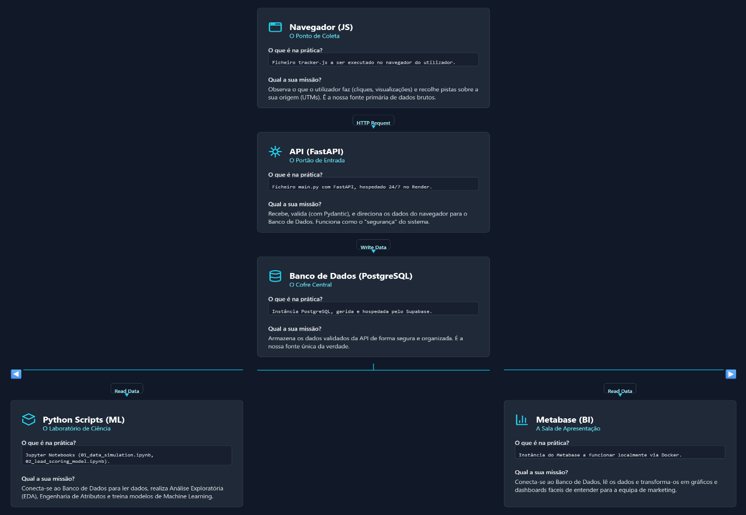 Navegador (JS)
O Ponto de Coleta
O que é na prática?
Ficheiro tracker.js a ser executado no navegador do utilizador.
Qual a sua missão?
Observa o que o utilizador faz (cliques, visualizações) e recolhe pistas sobre a
sua origem (UTMs). É a nossa fonte primária de dados brutos.
HTTP Request
API (FastAPI)
O Portão de Entrada
O que é na prática?
Ficheiro main.py com FastAPI, hospedado 24/7 no Render.
Qual a sua missão?
Recebe, valida (com Pydantic), e direciona os dados do navegador para o
Banco de Dados. Funciona como o "segurança" do sistema.
Write Data
Banco de Dados (PostgreSQL)
O Cofre Central
O que é na prática?
Instância PostgreSQL, gerida e hospedada pelo Supabase.
Qual a sua missão?
Armazena os dados validados da API de forma segura e organizada. É a
nossa fonte única da verdade.
Read Data
Python Scripts (ML)
O Laboratório de Ciência
O que é na prática?
Jupyter Notebooks (01_data_simulation.ipynb,
02_lead_scoring_model.ipynb).
Qual a sua missão?
Conecta-se ao Banco de Dados para ler dados, realiza Análise Exploratória
(EDA), Engenharia de Atributos e treina modelos de Machine Learning.
Read Data
Metabase (BI)
A Sala de Apresentação
O que é na prática?
Instância do Metabase a funcionar localmente via Docker.
Qual a sua missão?
Conecta-se ao Banco de Dados, lê os dados e transforma-os em gráficos e
dashboards fáceis de entender para a equipa de marketing.